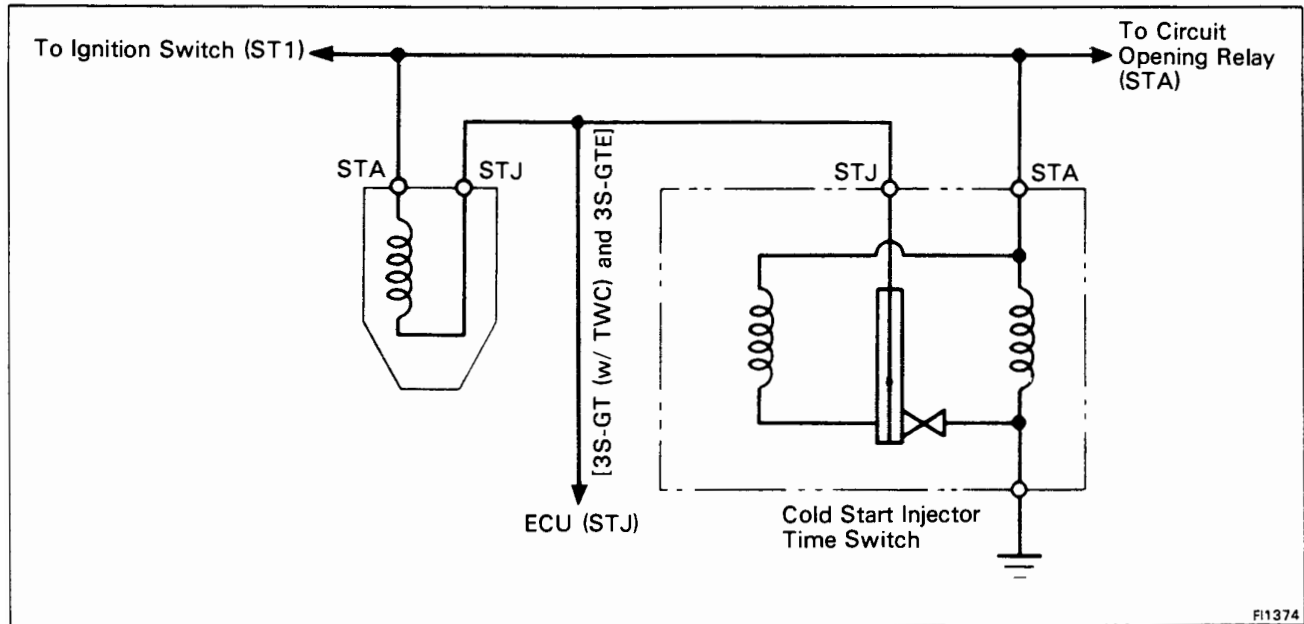 To Ignition Switch (ST1)
To Circuit
Opening Relay
(STA)
STA
STJ
[3S-GT (w/ TWC) and 3S-GTE]
STJ
STA
ECU (STJ)
Cold Start Injector
Time Switch
FI1374